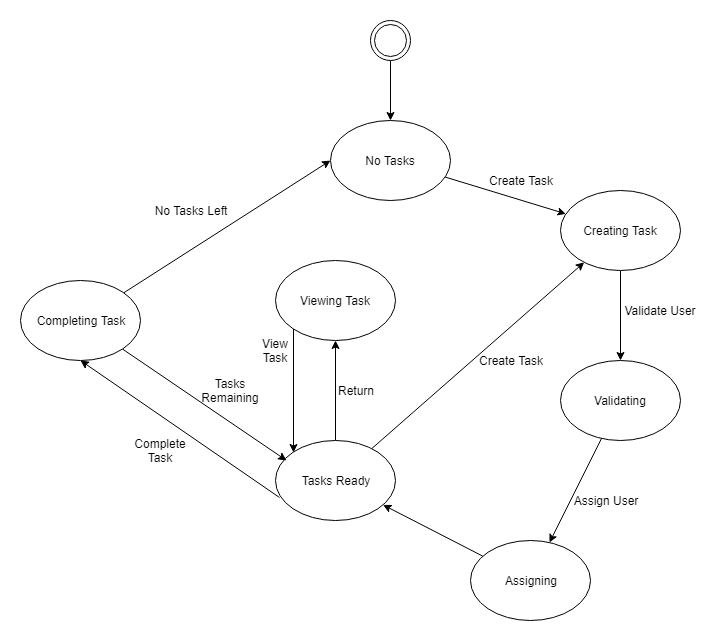 No Tasks
Create Task
No Tasks Left
Creating Task
Viewing Task
Completing Task
Validate User
View
Task
Create Task
Tasks
Remaining
Return
Validating
Complete
Task
Tasks Ready
Assign User
Assigning